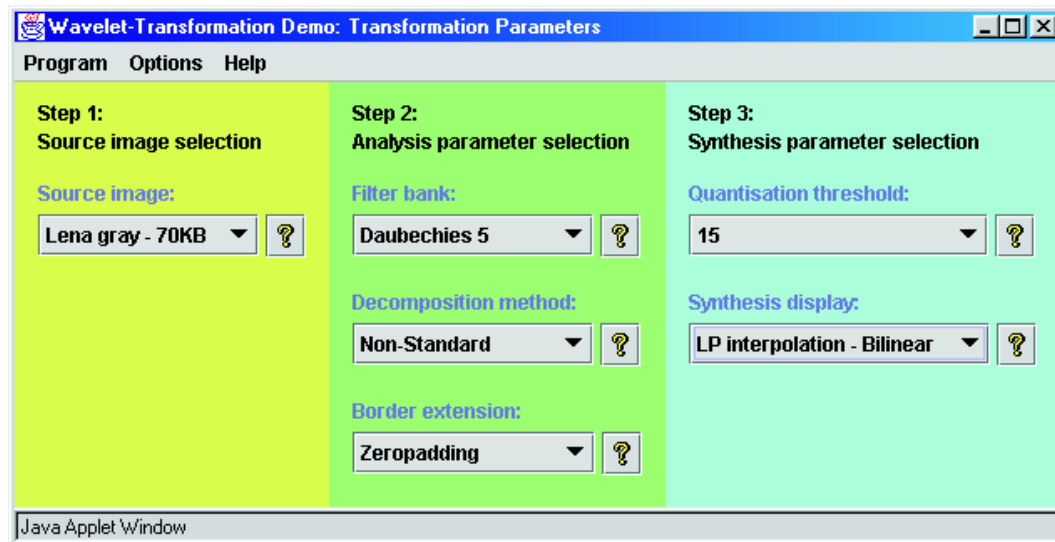 Wavelet-Transformation Demo: Transformation Parameters
Program Options Help
Step 1:
Source image selection
Source image:
Lena gray - 70KB
?
Step 2:
Analysis parameter selection
Filter bank:
Daubechies 5
?
Decomposition method:
Non-Standard
?
Border extension:
Zeropadding
?
Step 3:
Synthesis parameter selection
Quantisation threshold:
15
?
Synthesis display:
LP interpolation - Bilinear
?
Java Applet Window